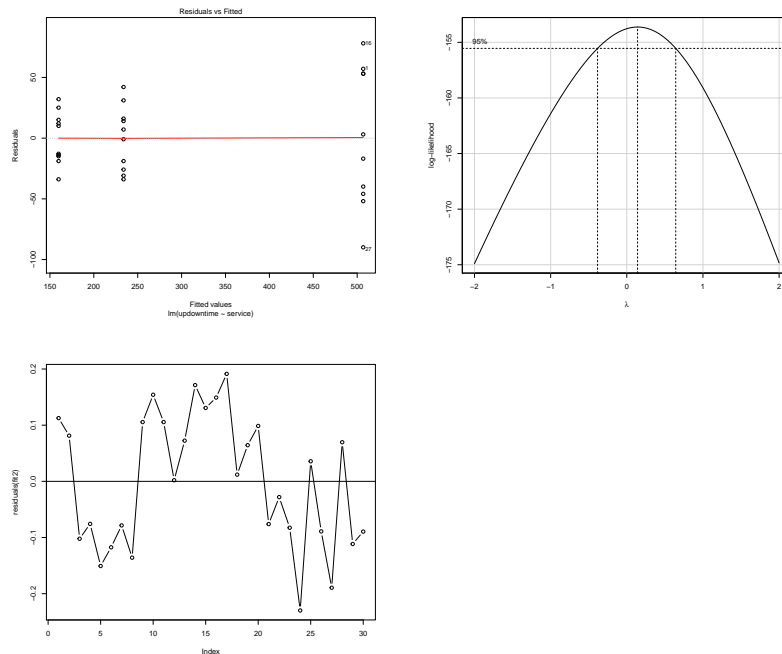 Residuals vs Fitted
Residuals
50
0
−50
−100
16
1
27
150 200 250 300 350 400 450 500
Fitted values
lm(updowntime ~ service)
log−likelihood
−155
−160
−165
−170
−175
95%
−2 −1 0 1 2
λ
residuals(fit2)
0.2
0.1
0.0
−0.1
−0.2
0 5 10 15 20 25 30
Index